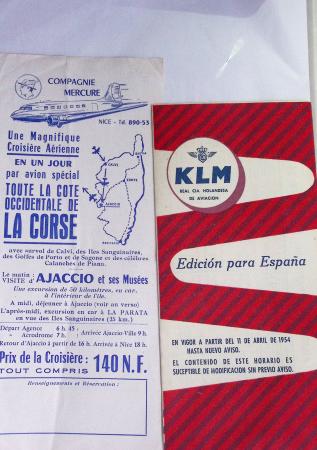 COMPAGNIE
MERCURE
NICE - Tél. 890-53
Une Magnifique
Croisière Aérienne
EN UN JOUR
par avion spécial
TOUTE LA COTE
OCCIDENTALE DE
LA CORSE
CALVI
BASTIA
AJACCIO
avec survol de Calvi, des Iles Sanguinaires,
des Golfes de Porto et de Sagone et des célèbres
Calanches de Piana.
Le matin :
VISITE d'AJACCIO et ses Musées
Une excursion de 50 kilomètres, en car,
à l'intérieur de l'île.
A midi, déjeuner à Ajaccio (voir au verso)
L'après-midi, excursion en car à LA PARATA
en vue des Iles Sanguinaires (25 km.)
Départ Agence 6 h. 45 :
» Aérodrome 7 h. Arrivée Ajaccio-Ville 9 h.
Retour d'Ajaccio à partir de 16 h. Arrivée à Nice 18 h.
Prix de la Croisière : 140 N.F.
TOUT COMPRIS
Renseignements et Réservation :
KLM
REAL CIA HOLANDESA
DE AVIACION
Edición para España
EN VIGOR A PARTIR DEL 11 DE ABRIL DE 1954
HASTA NUEVO AVISO.
EL CONTENIDO DE ESTE HORARIO ES
SUCEPTIBLE DE MODIFICACION SIN PREVIO AVISO.